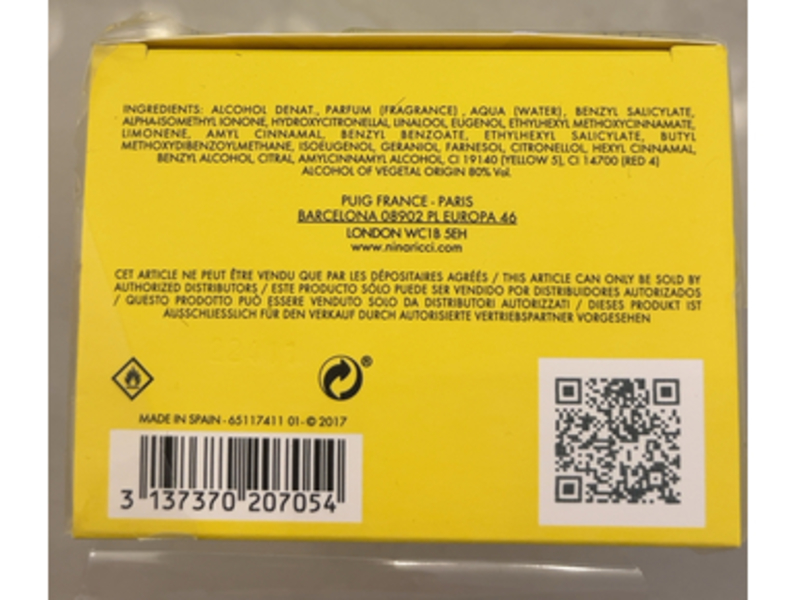 INGREDIENTS: ALCOHOL DENAT., PARFUM (FRAGRANCE), AQUA (WATER), BENZYL SALICYLATE,
ALPHA-ISOMETHYL IONONE, HYDROXYCITRONELLAL, LINALOOL, EUGENOL, ETHYLHEXYL METHOXYCINNAMATE,
LIMONENE, AMYL CINNAMAL, BENZYL BENZOATE, ETHYLHEXYL SALICYLATE, BUTYL
METHOXYDIBENZOYLMETHANE, ISOEUGENOL, GERANIOL, FARNESOL, CITRONELLOL, HEXYL CINNAMAL,
BENZYL ALCOHOL, CITRAL, AMYLCINNAMYL ALCOHOL, CI 19140 (YELLOW 5), CI 14700 (RED 4)
ALCOHOL OF VEGETAL ORIGIN 80% Vol.
PUIG FRANCE - PARIS
BARCELONA 08902 PL EUROPA 46
LONDON WC1B 5EH
www.ninaricci.com
CET ARTICLE NE PEUT ÊTRE VENDU QUE PAR LES DÉPOSITAIRES AGRÉÉS / THIS ARTICLE CAN ONLY BE SOLD BY
AUTHORIZED DISTRIBUTORS / ESTE PRODUCTO SÓLO PUEDE SER VENDIDO POR DISTRIBUIDORES AUTORIZADOS
/ QUESTO PRODOTTO PUÒ ESSERE VENDUTO SOLO DA DISTRIBUTORI AUTORIZZATI / DIESES PRODUKT IST
AUSSCHLIESSLICH FÜR DEN VERKAUF DURCH AUTORISIERTE VERTRIEBSPARTNER VORGESEHEN
®
MADE IN SPAIN - 65117411 01- © 2017
3 137370 207054